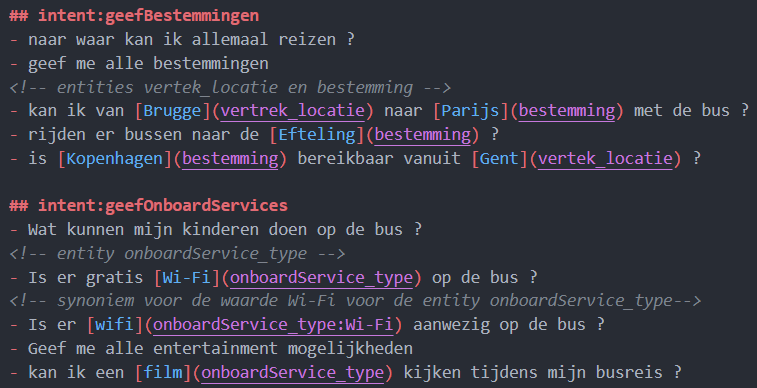 ## intent:geefBestemmingen
- naar waar kan ik allemaal reizen ?
- geef me alle bestemmingen
<!-- entities vertek_locatie en bestemming -->
- kan ik van [Brugge](vertrek_locatie) naar [Parijs](bestemming) met de bus ?
- rijden er bussen naar de [Efteling](bestemming) ?
- is [Kopenhagen](bestemming) bereikbaar vanuit [Gent](vertek_locatie) ?
## intent:geefOnboardServices
- Wat kunnen mijn kinderen doen op de bus ?
<!-- entity onboardService_type -->
- Is er gratis [Wi-Fi](onboardService_type) op de bus ?
<!-- synoniem voor de waarde Wi-Fi voor de entity onboardService_type-->
- Is er [wifi](onboardService_type:Wi-Fi) aanwezig op de bus ?
- Geef me alle entertainment mogelijkheden
- kan ik een [film](onboardService_type) kijken tijdens mijn busreis ?